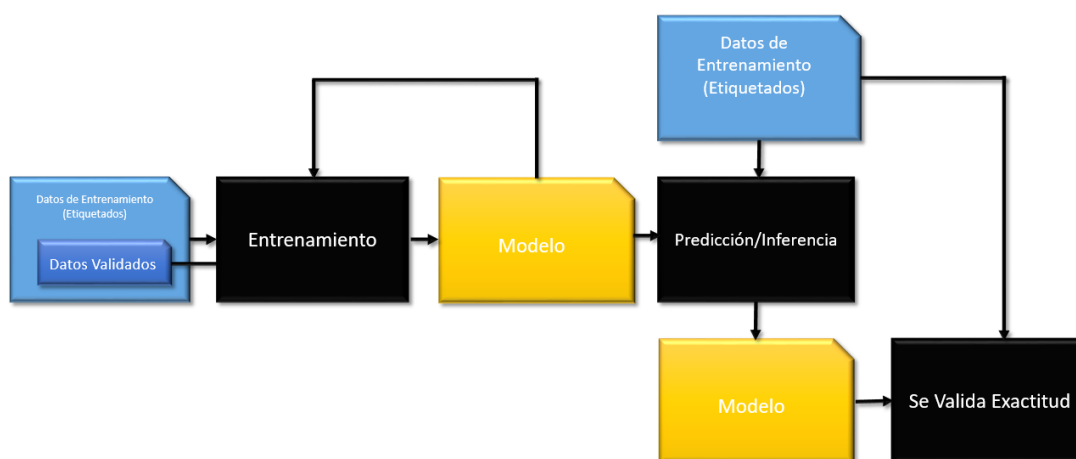 Datos de
Entrenamiento
(Etiquetados)
Datos de Entrenamiento
(Etiquetados)
Datos Validados
Entrenamiento
Modelo
Predicción/Inferencia
Modelo
Se Valida Exactitud